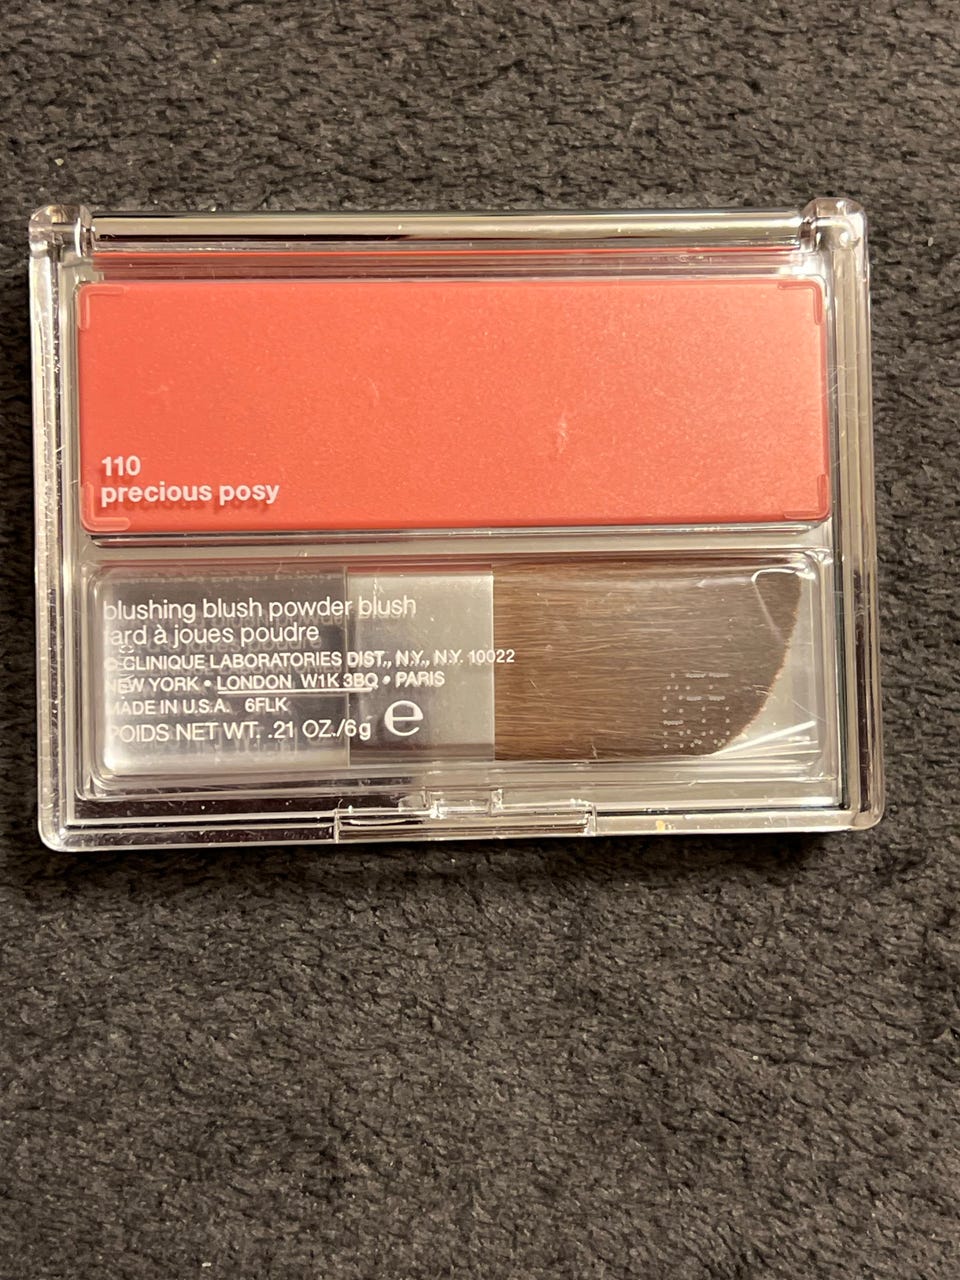 110
precious posy
blushing blush powder blush
fard à joues poudre
© CLINIQUE LABORATORIES DIST., N.Y., N.Y. 10022
NEW YORK • LONDON W1K 3BQ • PARIS
MADE IN U.S.A. 6FLK
POIDS NET WT. .21 OZ./6g ℮